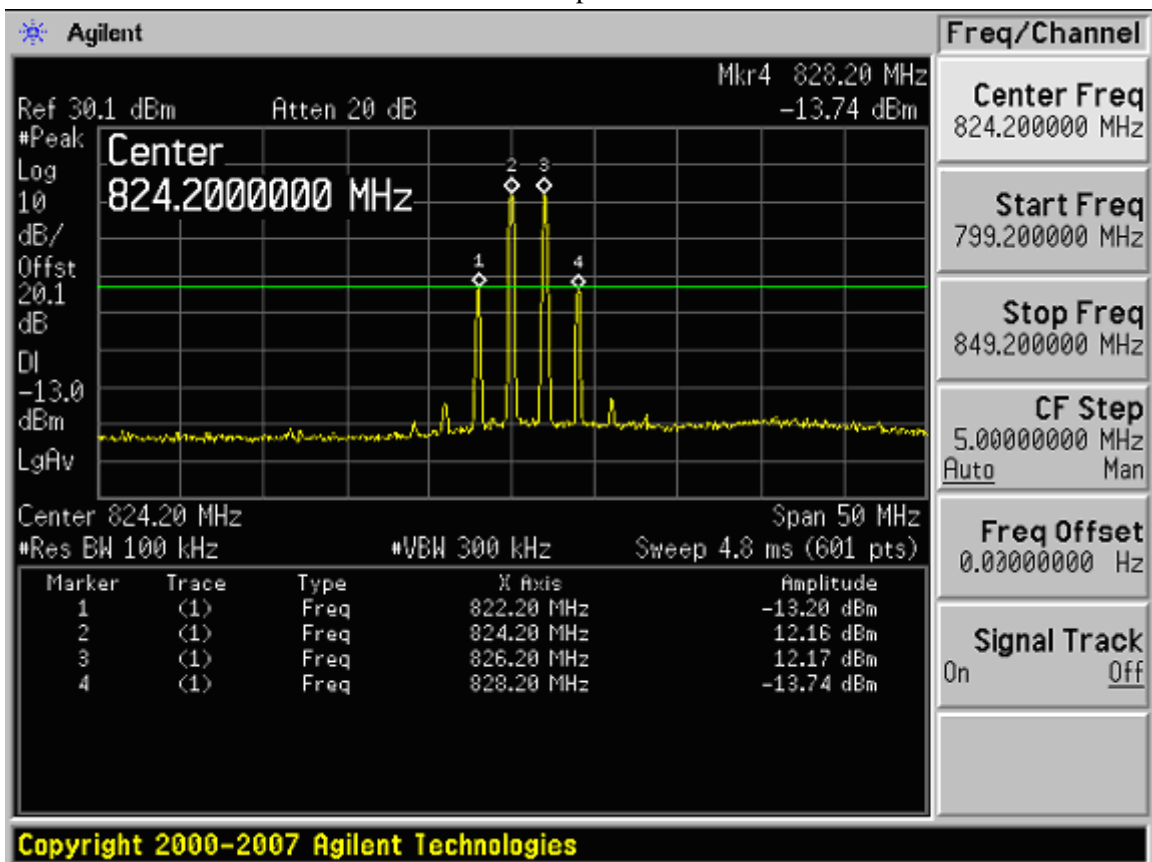 Agilent
Freq/Channel
Mkr4 828.20 MHz
Ref 30.1 dBm Atten 20 dB -13.74 dBm
#Peak
Log
10
dB/
Offst
20.1
dB
DI
-13.0
dBm
LgAv
Center
824.2000000 MHz
1
2
3
4
Center 824.20 MHz Span 50 MHz
#Res BW 100 kHz #VBW 300 kHz Sweep 4.8 ms (601 pts)
Marker Trace Type X Axis Amplitude
1 (1) Freq 822.20 MHz -13.20 dBm
2 (1) Freq 824.20 MHz 12.16 dBm
3 (1) Freq 826.20 MHz 12.17 dBm
4 (1) Freq 828.20 MHz -13.74 dBm
Center Freq
824.200000 MHz
Start Freq
799.200000 MHz
Stop Freq
849.200000 MHz
CF Step
5.00000000 MHz
Auto Man
Freq Offset
0.00000000 Hz
Signal Track
On Off
Copyright 2000-2007 Agilent Technologies